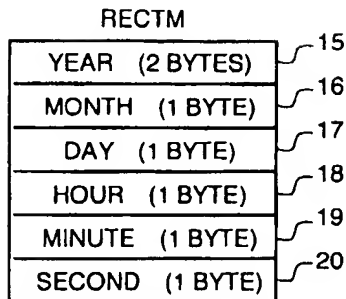 RECTM
YEAR (2 BYTES) 15
MONTH (1 BYTE) 16
DAY (1 BYTE) 17
HOUR (1 BYTE) 18
MINUTE (1 BYTE) 19
SECOND (1 BYTE) 20